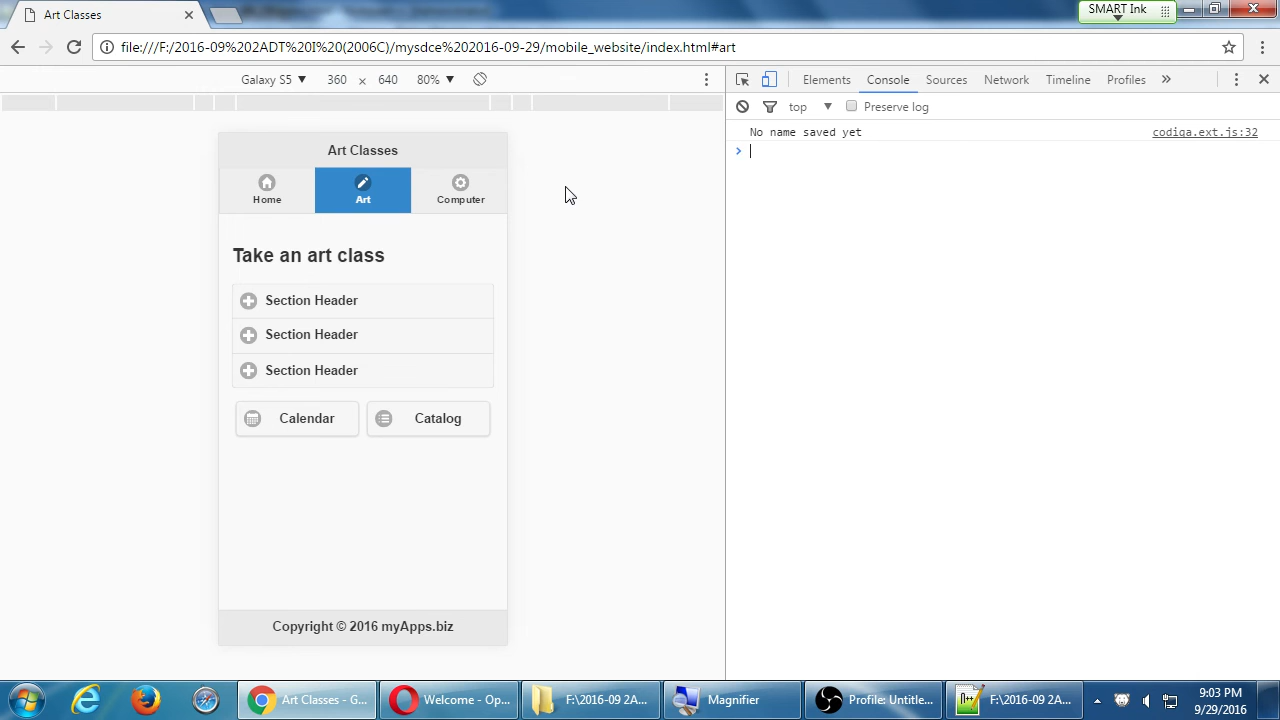 Art Classes
SMART Ink
file:///F:/2016-09%202ADT%20I%20(2006C)/mysdce%202016-09-29/mobile_website/index.html#art
Galaxy S5 ▼ 360 × 640 80% ▼
Elements Console Sources Network Timeline Profiles »
top ▼ Preserve log
No name saved yet codiqa.ext.js:32
>
Art Classes
Home Art Computer
Take an art class
Section Header
Section Header
Section Header
Calendar Catalog
Copyright © 2016 myApps.biz
Art Classes - G... Welcome - Op... F:\2016-09 2A... Magnifier Profile: Untitle... F:\2016-09 2A...
9:03 PM
9/29/2016